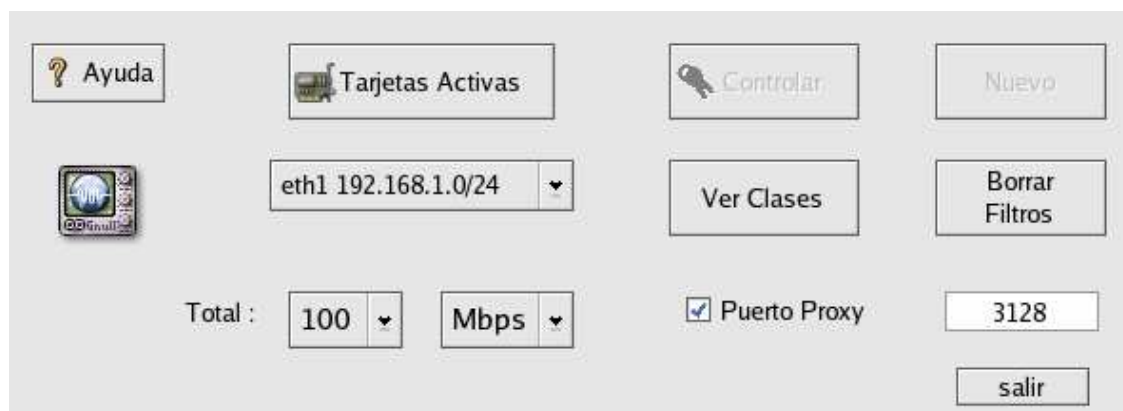 Ayuda
Tarjetas Activas
Controlar
Nuevo
eth1 192.168.1.0/24
Ver Clases
Borrar
Filtros
Total :
100
Mbps
Puerto Proxy
3128
salir